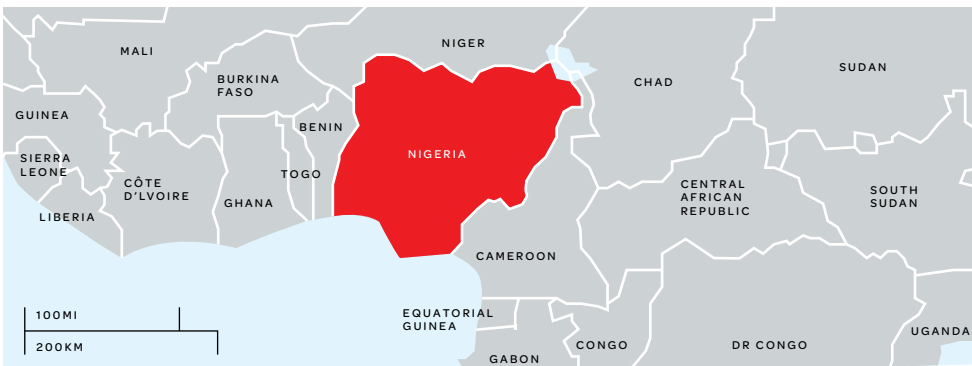 MALI
NIGER
SUDAN
BURKINA
FASO
CHAD
GUINEA
BENIN
NIGERIA
SIERRA
LEONE
TOGO
CÔTE
D'LVOIRE
GHANA
CENTRAL
AFRICAN
REPUBLIC
SOUTH
SUDAN
LIBERIA
CAMEROON
EQUATORIAL
GUINEA
100MI
200KM
GABON
CONGO
DR CONGO
UGANDA